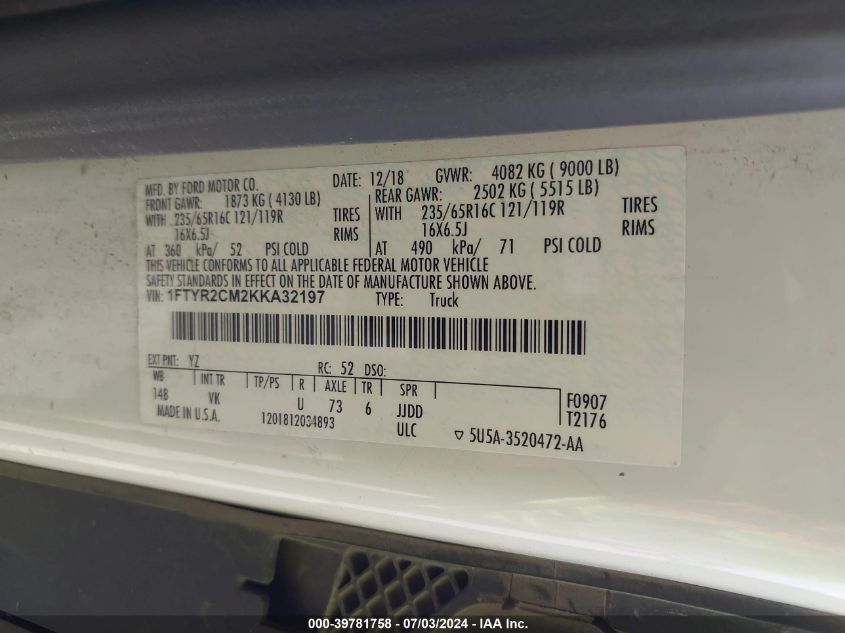 MFD. BY FORD MOTOR CO. DATE: 12/18 GVWR: 4082 KG ( 9000 LB)
FRONT GAWR: 1873 KG ( 4130 LB) REAR GAWR: 2502 KG ( 5515 LB)
WITH 235/65R16C 121/119R TIRES WITH 235/65R16C 121/119R TIRES
16X6.5J RIMS 16X6.5J RIMS
AT 360 kPa/ 52 PSI COLD AT 490 kPa/ 71 PSI COLD
THIS VEHICLE CONFORMS TO ALL APPLICABLE FEDERAL MOTOR VEHICLE
SAFETY STANDARDS IN EFFECT ON THE DATE OF MANUFACTURE SHOWN ABOVE.
VIN: 1FTYR2CM2KKA32197 TYPE: Truck
EXT PNT: YZ RC: 52 DSO:
WB INT TR TP/PS R AXLE TR SPR F0907
148 VK U 73 6 JJDD T2176
MADE IN U.S.A. 1201812034893 ULC ▽ 5U5A-3520472-AA
000-39781758 - 07/03/2024 - US - IAA Inc.